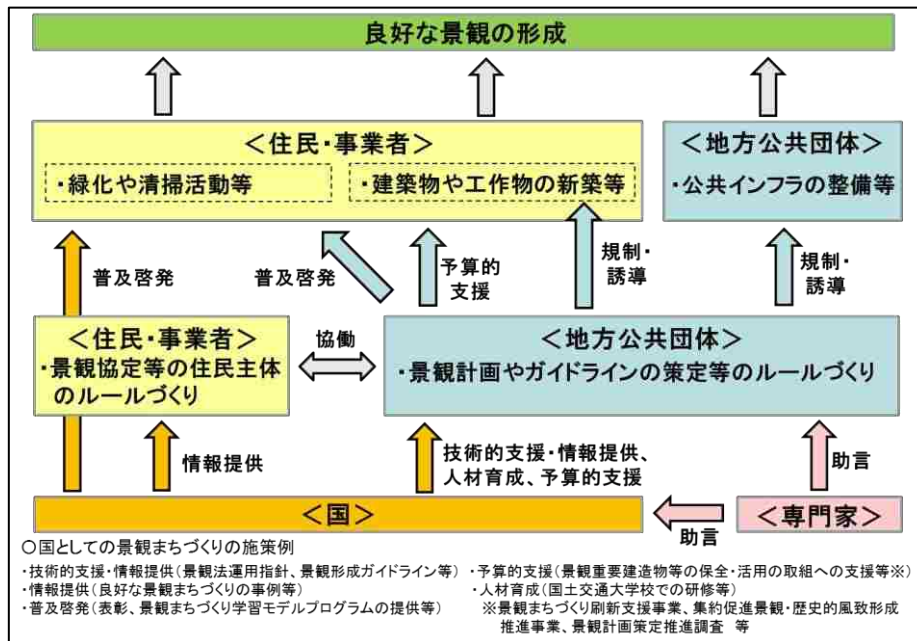 良好な景観の形成
＜住民・事業者＞
・緑化や清掃活動等
・建築物や工作物の新築等
＜地方公共団体＞
・公共インフラの整備等
普及啓発
普及啓発
予算的
支援
規制・
誘導
規制・
誘導
＜住民・事業者＞
・景観協定等の住民主体
のルールづくり
協働
＜地方公共団体＞
・景観計画やガイドラインの策定等のルールづくり
情報提供
技術的支援・情報提供、
人材育成、予算的支援
助言
＜国＞
助言
＜専門家＞
○国としての景観まちづくりの施策例
・技術的支援・情報提供（景観法運用指針、景観形成ガイドライン等）
・情報提供（良好な景観まちづくりの事例等）
・普及啓発（表彰、景観まちづくり学習モデルプログラムの提供等）
・予算的支援（景観重要建造物等の保全・活用の取組への支援等※）
・人材育成（国土交通大学校での研修等）
※景観まちづくり刷新支援事業、集約促進景観・歴史的風致形成
推進事業、景観計画策定推進調査 等